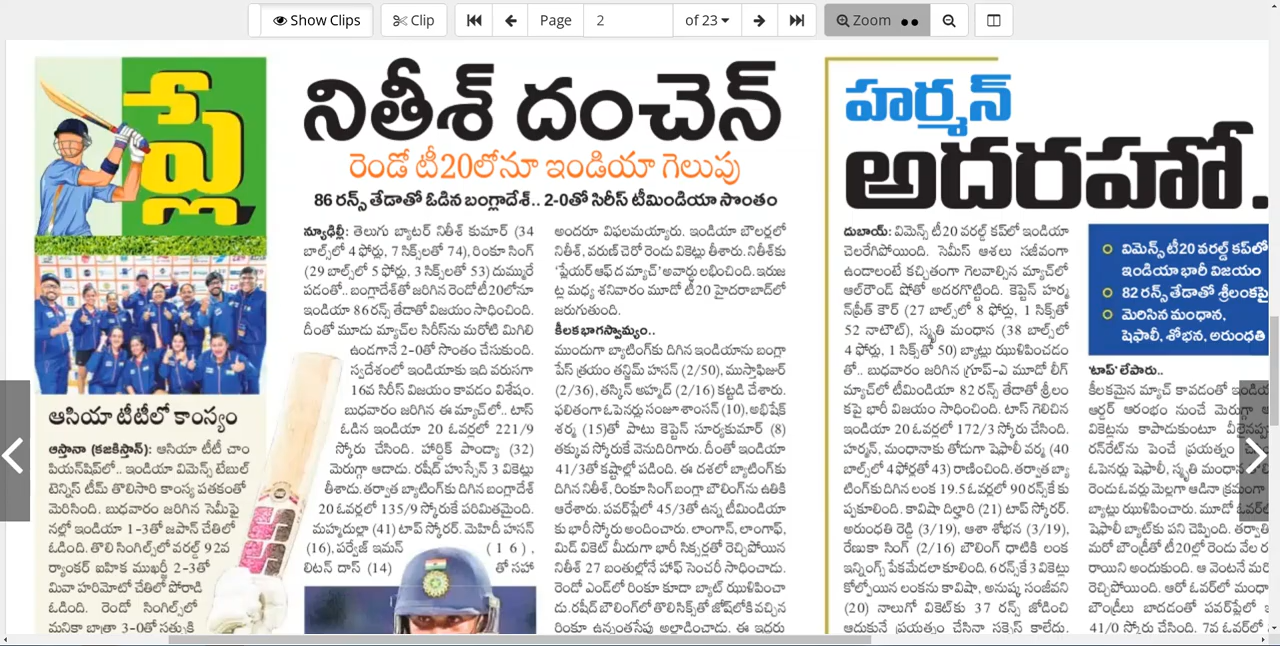 Show Clips
Clip
Page
2
of 23
Zoom
ప్లే
నితీశ్ దంచెన్
రెండో టీ20లోనూ ఇండియా గెలుపు
86 రన్స్ తేడాతో ఓడిన బంగ్లాదేశ్.. 2-0తో సిరీస్ టీమిండియా సొంతం
న్యూఢిల్లీ: తెలుగు బ్యాటర్ నితీశ్ కుమార్ (34
బాల్స్‌లో 4 ఫోర్లు, 7 సిక్స్‌లతో 74), రింకూ సింగ్
(29 బాల్స్‌లో 5 ఫోర్లు, 3 సిక్స్‌లతో 53) దుమ్మురే
పడంతో.. బంగ్లాదేశ్‌తో జరిగిన రెండో టీ20లోనూ
ఇండియా 86 రన్స్ తేడాతో విజయం సాధించింది.
దీంతో మూడు మ్యాచ్‌ల సిరీస్‌ను మరోటి మిగిలి
ఉండగానే 2-0తో సొంతం చేసుకుంది.
స్వదేశంలో ఇండియాకు ఇది వరుసగా
16వ సిరీస్ విజయం కావడం విశేషం.
బుధవారం జరిగిన ఈ మ్యాచ్‌లో.. టాస్
ఓడిన ఇండియా 20 ఓవర్లలో 221/9
స్కోరు చేసింది. హార్దిక్ పాండ్యా (32)
మెరుగ్గా ఆడాడు. రషీద్ హుస్సేన్ 3 వికెట్లు
తీశాడు. తర్వాత బ్యాటింగ్‌కు దిగిన బంగ్లాదేశ్
20 ఓవర్లలో 135/9 స్కోరుకే పరిమితమైంది.
మహ్మదుల్లా (41) టాప్ స్కోరర్. మెహిదీ హసన్
(16), పర్వేజ్ ఇమన్ (16),
లిటన్ దాస్ (14) తో సహా
అందరూ విఫలమయ్యారు. ఇండియా బౌలర్లలో
నితీశ్, వరుణ్ చెరో రెండు వికెట్లు తీశారు. నితీశ్‌కు
'ప్లేయర్ ఆఫ్ ద మ్యాచ్' అవార్డు లభించింది. ఇరుజ
ట్ల మధ్య శనివారం మూడో టీ20 హైదరాబాద్‌లో
జరుగుతుంది.
కీలక భాగస్వామ్యం..
ముందుగా బ్యాటింగ్‌కు దిగిన ఇండియాను బంగ్లా
పేస్ త్రయం తన్జిమ్ హసన్ (2/50), ముస్తాఫిజుర్
(2/36), తస్కిన్ అహ్మద్ (2/16) కట్టడి చేశారు.
ఫలితంగా ఓపెనర్లు సంజూ శాంసన్ (10), అభిషేక్
శర్మ (15)తో పాటు కెప్టెన్ సూర్యకుమార్ (8)
తక్కువ స్కోరుకే వెనుదిరిగారు. దీంతో ఇండియా
41/3తో కష్టాల్లో పడింది. ఈ దశలో బ్యాటింగ్‌కు
దిగిన నితీశ్, రింకూ సింగ్ బంగ్లా బౌలింగ్‌ను ఉతికి
ఆరేశారు. పవర్‌ప్లేలో 45/3తో ఉన్న టీమిండియా
కు భారీ స్కోరు అందించారు. లాంగాన్, లాంగాఫ్,
మిడ్ వికెట్ మీదుగా భారీ సిక్సర్లతో రెచ్చిపోయిన
నితీశ్ 27 బంతుల్లోనే హాఫ్ సెంచరీ సాధించాడు.
రెండో ఎండ్‌లో రింకూ కూడా బ్యాట్ ఝుళిపించా
డు. రషీద్ బౌలింగ్‌లో తొలి సిక్స్‌తో జోష్‌లోకి వచ్చిన
రింకూ ఉన్నంతసేపు అల్లాడించాడు. ఈ ఇద్దరు
ఆసియా టీటీలో కాంస్యం
ఆస్తానా (కజకిస్తాన్): ఆసియా టీటీ చాం
పియన్‌షిప్‌లో.. ఇండియా విమెన్స్ టేబుల్
టెన్నిస్ టీమ్ తొలిసారి కాంస్య పతకంతో
మెరిసింది. బుధవారం జరిగిన సెమీఫై
నల్లో ఇండియా 1-3తో జపాన్ చేతిలో
ఓడింది. తొలి సింగిల్స్‌లో వరల్డ్ 92వ
ర్యాంకర్ ఐహిక ముఖర్జీ 2-3తో
మివా హరిమోటో చేతిలో పోరాడి
ఓడింది. రెండో సింగిల్స్‌లో
మనికా బాత్రా 3-0తో సత్సుకి
హర్మన్
అదరహో.
దుబాయ్: విమెన్స్ టీ20 వరల్డ్ కప్‌లో ఇండియా
చెలరేగిపోయింది. సెమీస్ ఆశలు సజీవంగా
ఉండాలంటే కచ్చితంగా గెలవాల్సిన మ్యాచ్‌లో
ఆల్‌రౌండ్ షోతో అదరగొట్టింది. కెప్టెన్ హర్మ
న్‌ప్రీత్ కౌర్ (27 బాల్స్‌లో 8 ఫోర్లు, 1 సిక్స్‌తో
52 నాటౌట్), స్మృతి మంధాన (38 బాల్స్‌లో
4 ఫోర్లు, 1 సిక్స్‌తో 50) బ్యాట్లు ఝుళిపించడం
తో.. బుధవారం జరిగిన గ్రూప్-ఎ మూడో లీగ్
మ్యాచ్‌లో టీమిండియా 82 రన్స్ తేడాతో శ్రీలం
కపై భారీ విజయం సాధించింది. టాస్ గెలిచిన
ఇండియా 20 ఓవర్లలో 172/3 స్కోరు చేసింది.
హర్మన్, మంధానాకు తోడుగా షెఫాలీ వర్మ (40
బాల్స్‌లో 4 ఫోర్లతో 43) రాణించింది. తర్వాత బ్యా
టింగ్‌కు దిగిన లంక 19.5 ఓవర్లలో 90 రన్స్‌కే కు
ప్పకూలింది. కావిషా దిల్హారి (21) టాప్ స్కోరర్.
అరుంధతి రెడ్డి (3/19), ఆశా శోభన (3/19),
రేణుకా సింగ్ (2/16) బౌలింగ్ ధాటికి లంక
ఇన్నింగ్స్ పేకమేడలా కూలింది. 6 రన్స్‌కే 3 వికెట్లు
కోల్పోయిన లంకను కావిషా, అనుష్క సంజీవని
(20) నాలుగో వికెట్‌కు 37 రన్స్ జోడించి
ఆదుకునే ప్రయత్నం చేసినా సక్సెస్ కాలేదు.
విమెన్స్ టీ20 వరల్డ్ కప్‌లో
ఇండియా భారీ విజయం
82 రన్స్ తేడాతో శ్రీలంకపై
మెరిసిన మంధాన,
షెఫాలీ, శోభన, అరుంధతి
'టాప్' లేపారు..
కీలకమైన మ్యాచ్ కావడంతో
ఆర్డర్ ఆరంభం నుంచే మెరుగ్గా
వికెట్లను కాపాడుకుంటూ
రన్‌రేట్‌ను పెంచే ప్రయత్నం
ఓపెనర్లు షెఫాలీ, స్మృతి మంధాన
రెండు ఓవర్లు మెల్లగా ఆడినా క్రమంగా
బ్యాట్లు ఝుళిపించారు. మూడో
షెఫాలీ బ్యాట్‌కు పని చెప్పింది.
మరో బౌండ్రీతో టీ20ల్లో రెండు వేల
రాయిని అందుకుంది. ఆ వెంటనే
రెచ్చిపోయింది. ఆరో ఓవర్‌లో
బౌండ్రీలు బాదడంతో పవర్‌ప్లేలో
41/0 స్కోరు చేసింది. 7వ ఓవర్‌లో